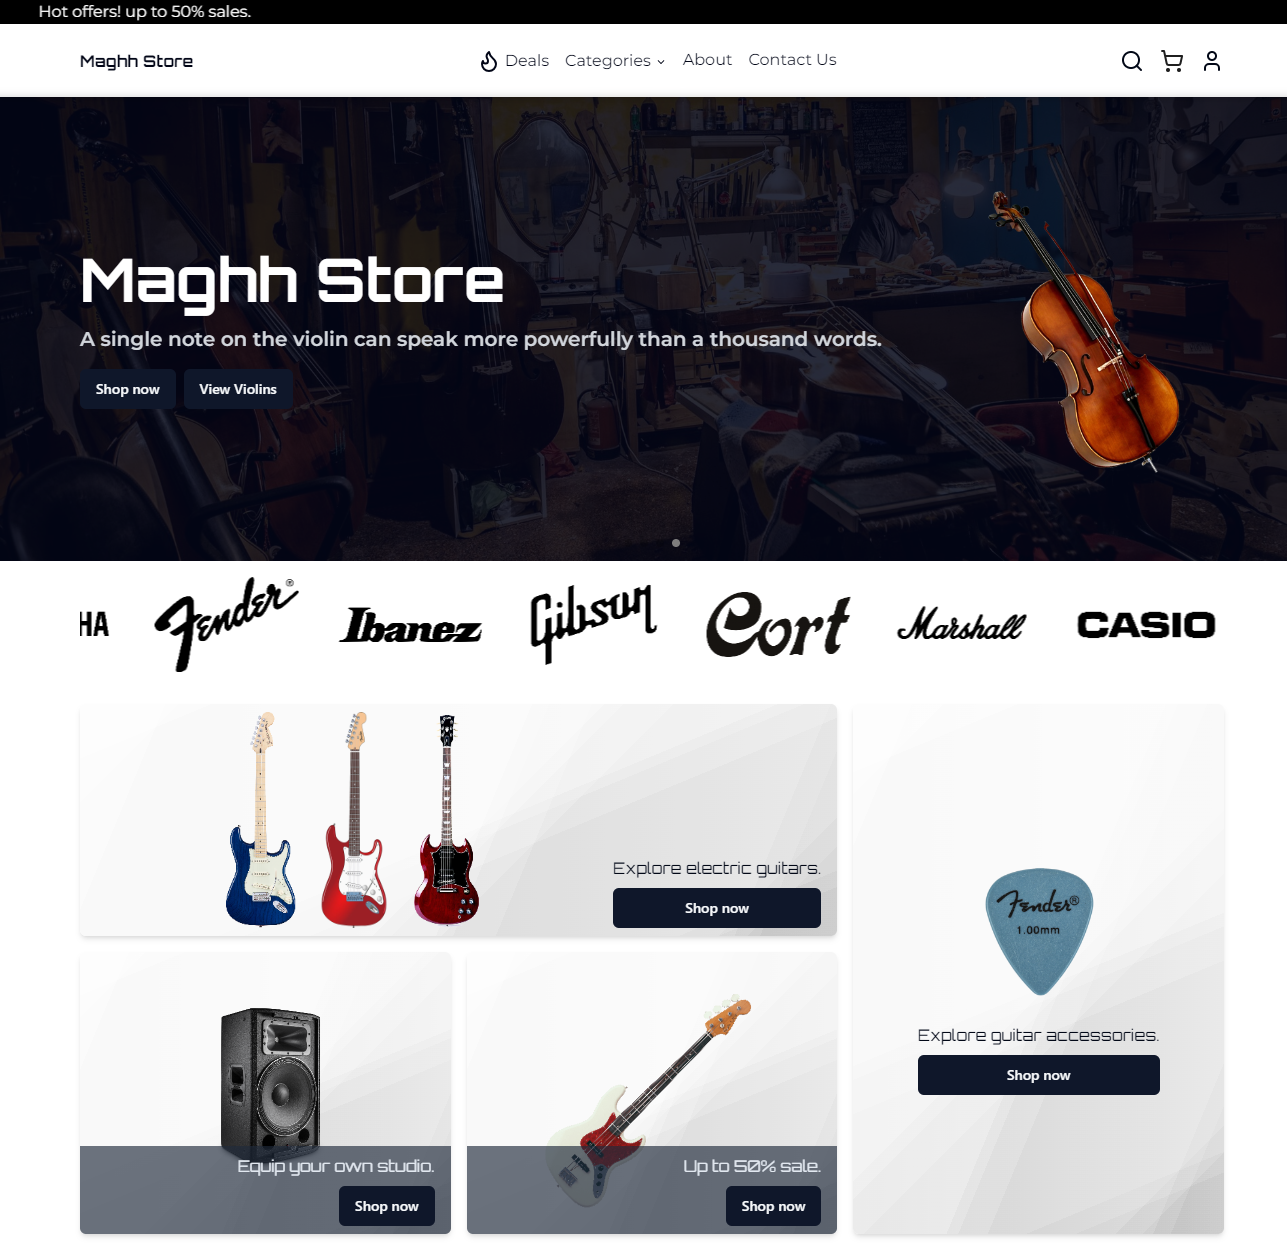 Hot offers! up to 50% sales.
Maghh Store
Deals
Categories
About
Contact Us
Maghh Store
A single note on the violin can speak more powerfully than a thousand words.
Shop now
View Violins
HA
Fender®
Ibanez
Gibson
Cort
Marshall
CASIO
Explore electric guitars.
Shop now
Fender®
1.00mm
Explore guitar accessories.
Shop now
Equip your own studio.
Shop now
Up to 50% sale.
Shop now